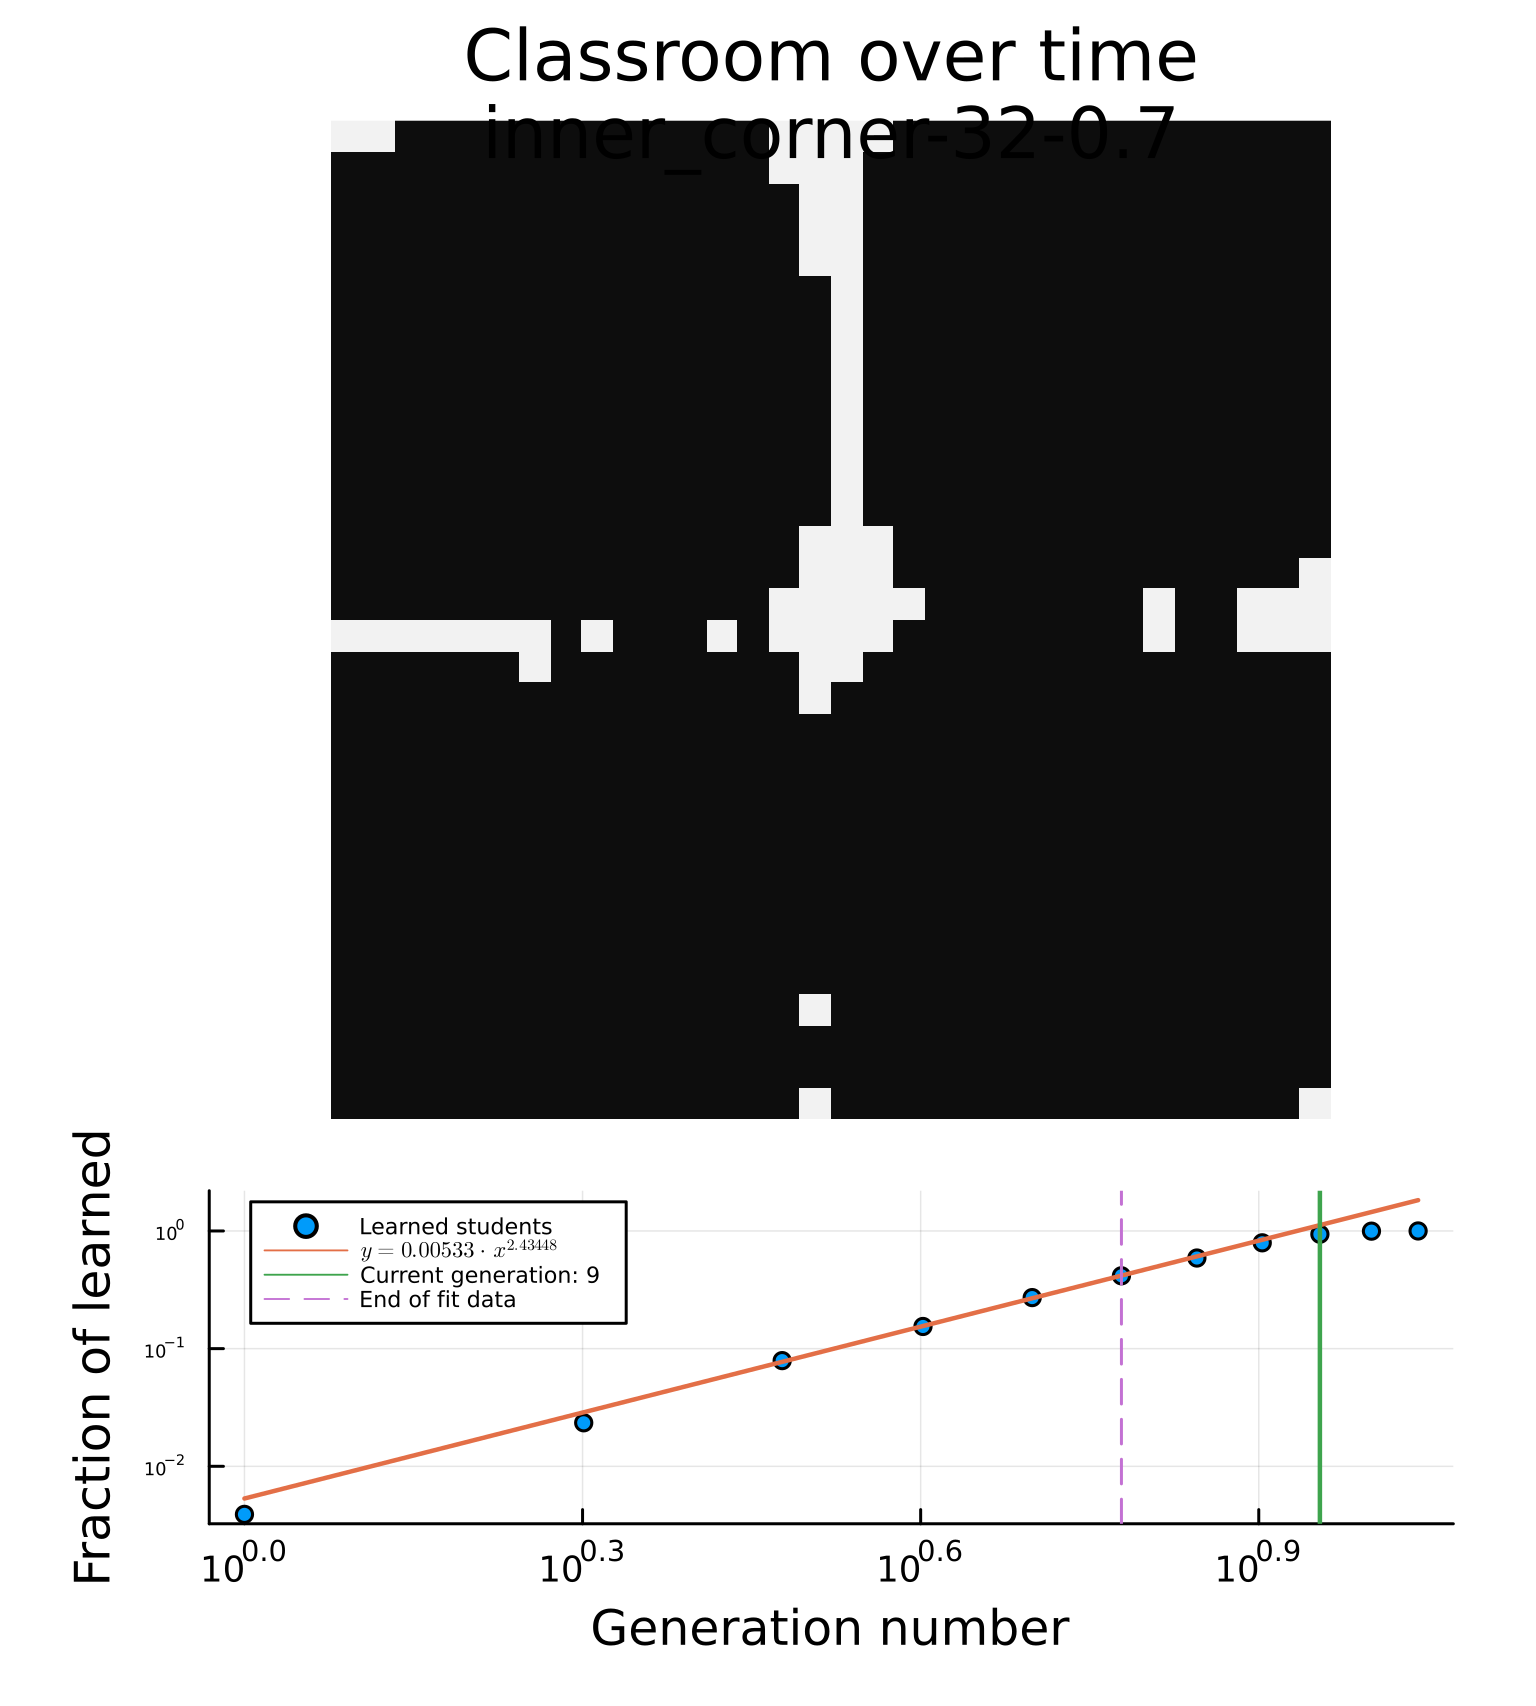 Classroom over time
inner_corner-32-0.7
Fraction of learned
10^0
10^-1
10^-2
Learned students
y = 0.00533 · x^2.43448
Current generation: 9
End of fit data
10^0.0
10^0.3
10^0.6
10^0.9
Generation number